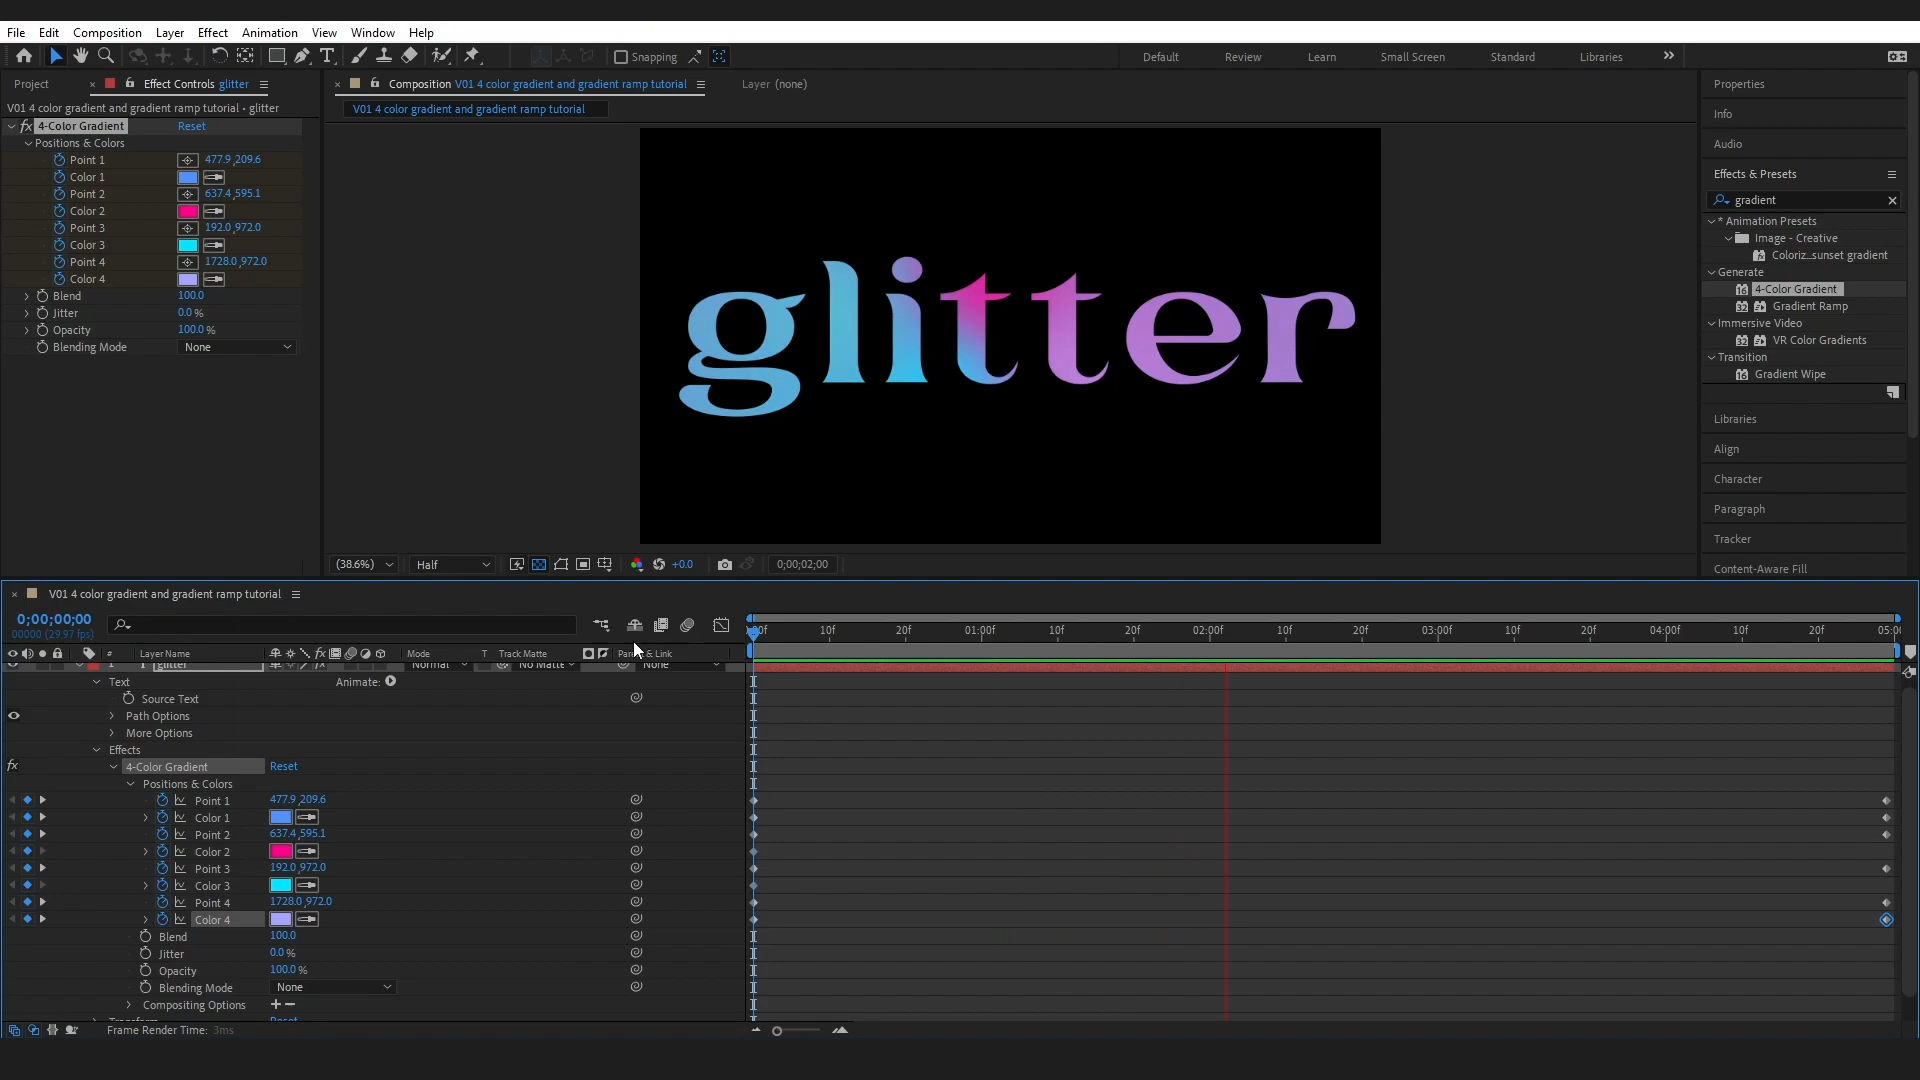 File Edit Composition Layer Effect Animation View Window Help
Snapping
Default Review Learn Small Screen Standard Libraries
Project Effect Controls glitter
V01 4 color gradient and gradient ramp tutorial • glitter
fx 4-Color Gradient Reset
Positions & Colors
Point 1 477.9,209.6
Color 1
Point 2 637.4,595.1
Color 2
Point 3 192.0,972.0
Color 3
Point 4 1728.0,972.0
Color 4
Blend 100.0
Jitter 0.0 %
Opacity 100.0 %
Blending Mode None
Composition V01 4 color gradient and gradient ramp tutorial
Layer (none)
V01 4 color gradient and gradient ramp tutorial
glitter
(38.6%) Half +0.0 0;00;02;00
Properties
Info
Audio
Effects & Presets
gradient
* Animation Presets
Image - Creative
Coloriz...sunset gradient
Generate
16 4-Color Gradient
32 Gradient Ramp
Immersive Video
32 VR Color Gradients
Transition
16 Gradient Wipe
Libraries
Align
Character
Paragraph
Tracker
Content-Aware Fill
V01 4 color gradient and gradient ramp tutorial
0;00;00;00
00000 (29.97 fps)
10f 20f 01:00f 10f 20f 02:00f 10f 20f 03:00f 10f 20f 04:00f 10f 20f
# Layer Name fx Mode T Track Matte & Link
1 T glitter Normal No Matte None
Text Animate:
Source Text
Path Options
More Options
Effects
fx 4-Color Gradient Reset
Positions & Colors
Point 1 477.9,209.6
Color 1
Point 2 637.4,595.1
Color 2
Point 3 192.0,972.0
Color 3
Point 4 1728.0,972.0
Color 4
Blend 100.0
Jitter 0.0 %
Opacity 100.0 %
Blending Mode None
Compositing Options
Transform Reset
Frame Render Time: 3ms